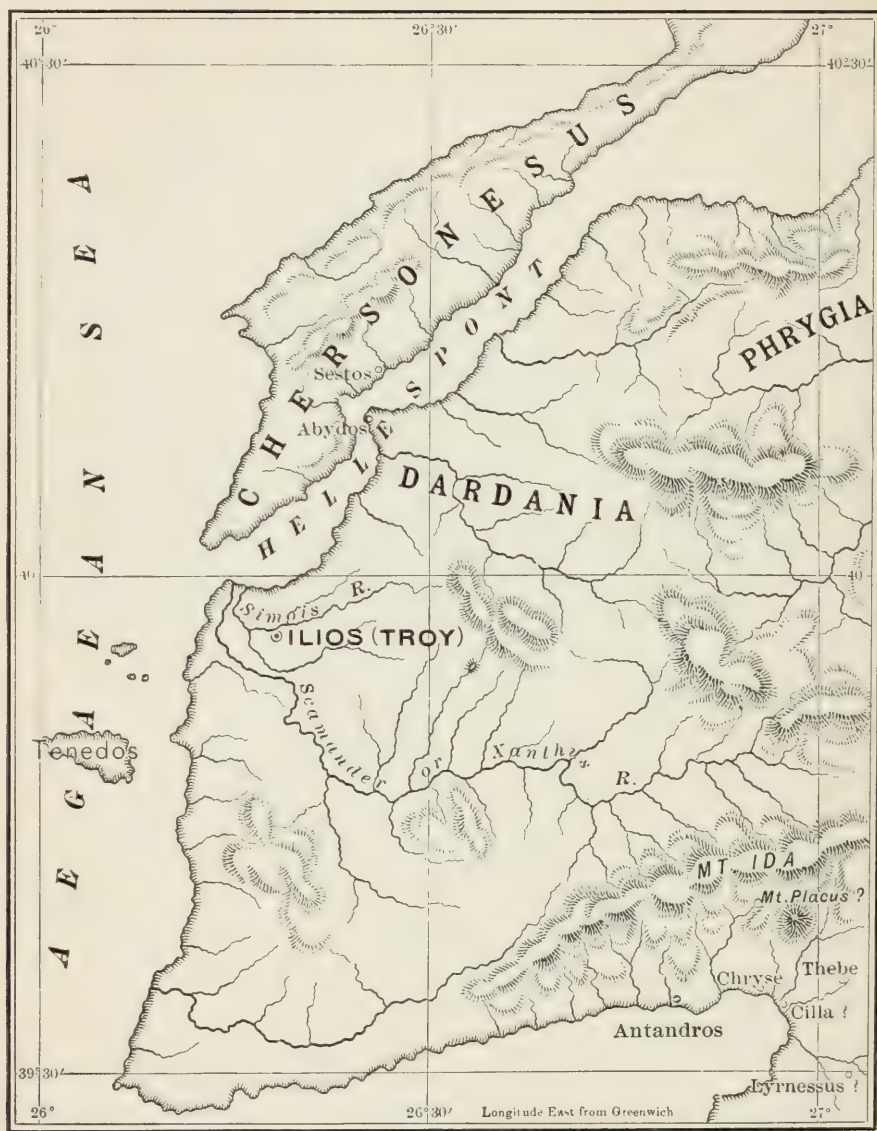 26°
26°30'
27°
40°30'
40°30'
CHERSONESUS
HELLESPONT
PHRYGIA
Sestos
Abydos
DARDANIA
AEGAEAN SEA
40
40
Simois R.
ILIOS (TROY)
Scamander or Xanthus R.
Tenedos
MT. IDA
Mt. Placus ?
Chryse
Thebe
Cilla ?
Antandros
39°30'
Lyrnessus ?
26°
26°30'
Longitude East from Greenwich
27°